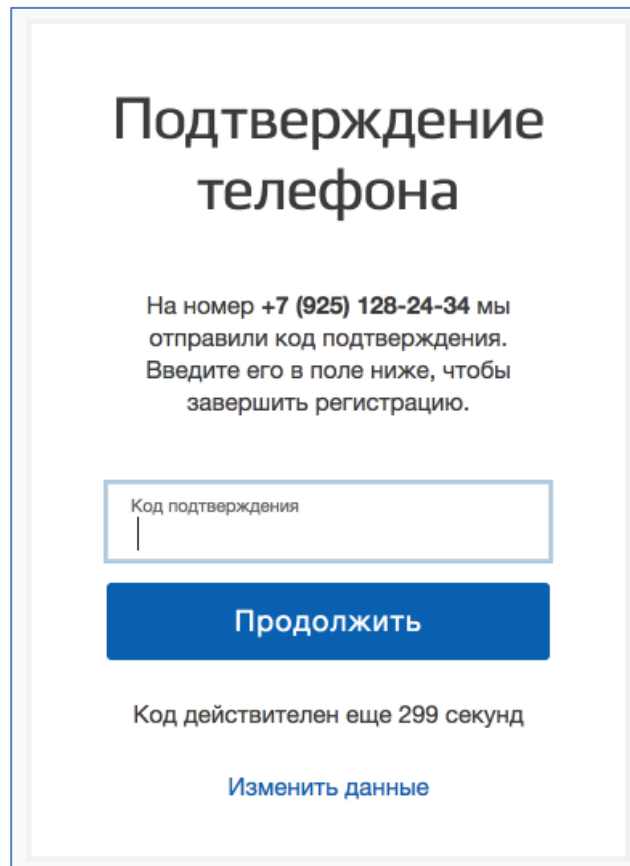 Подтверждение
телефона
На номер +7 (925) 128-24-34 мы
отправили код подтверждения.
Введите его в поле ниже, чтобы
завершить регистрацию.
Код подтверждения
Продолжить
Код действителен еще 299 секунд
Изменить данные